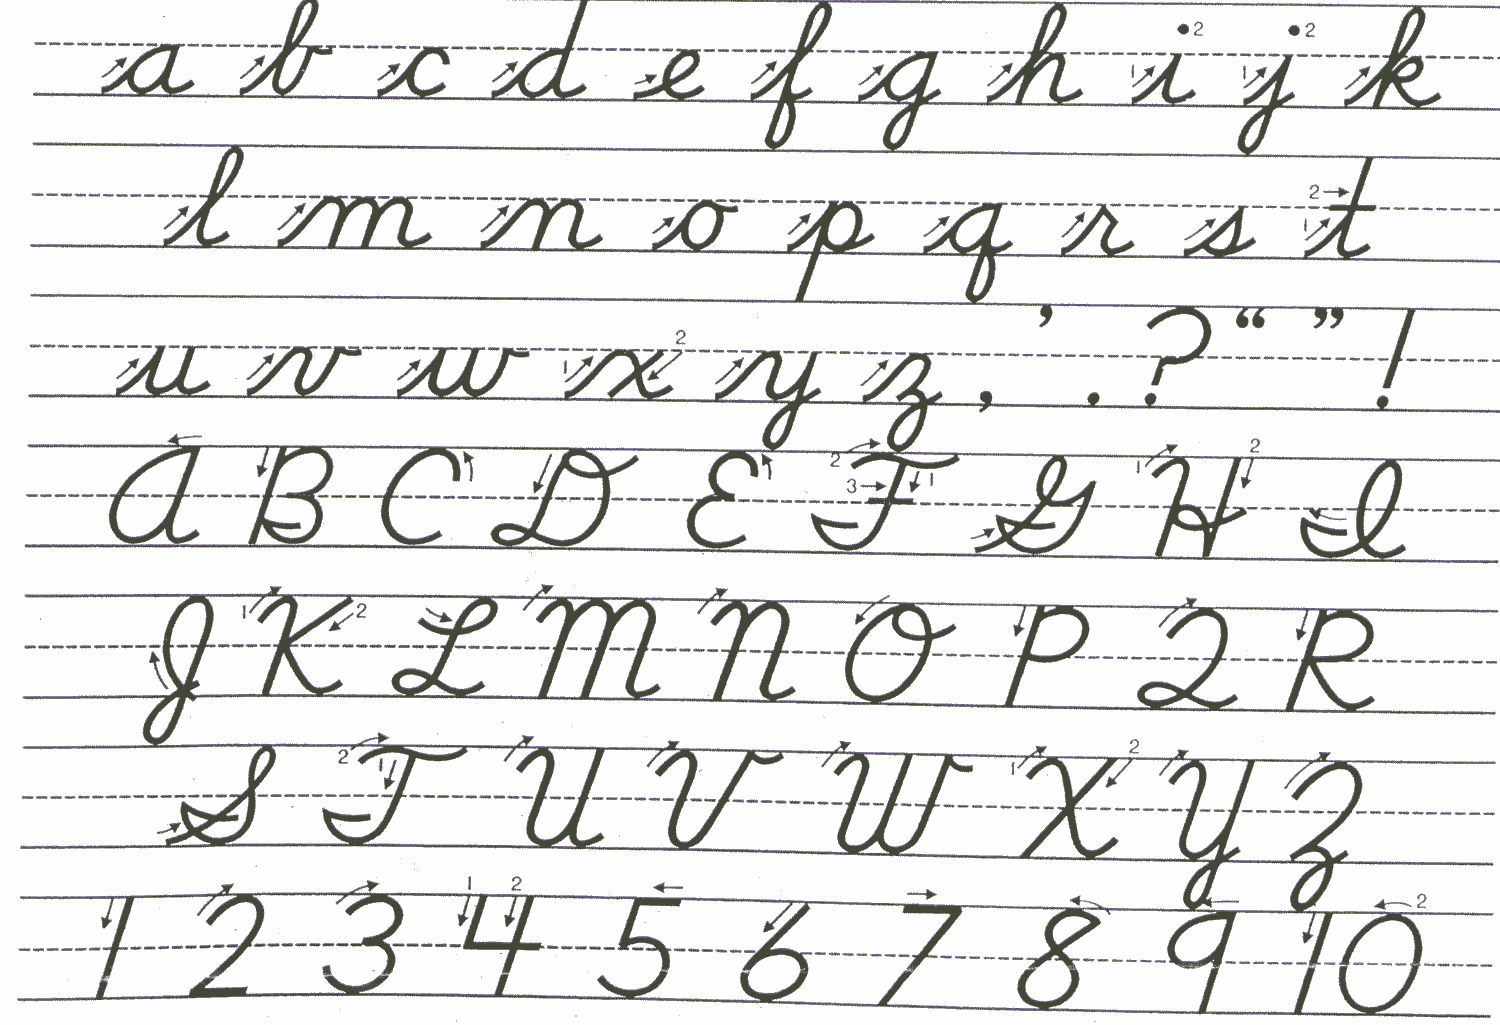 a b c d e f g h i j k
l m n o p q r s t
u v w x y z , ’ . ? “ ” !
A B C D E F G H I
J K L M N O P Q R
S T U V W X Y Z
1 2 3 4 5 6 7 8 9 10